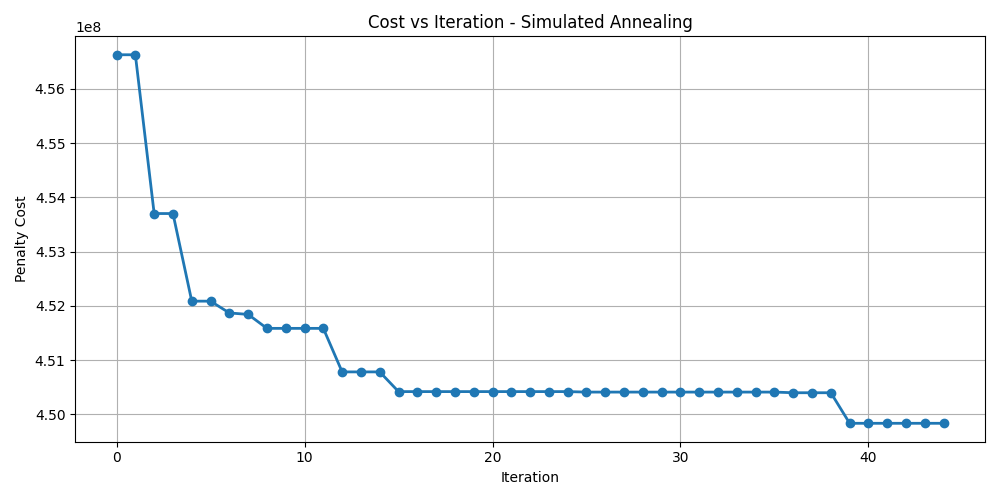 Cost vs Iteration - Simulated Annealing
1e8
4.56
4.55
4.54
4.53
4.52
4.51
4.50
Penalty Cost
0 10 20 30 40
Iteration